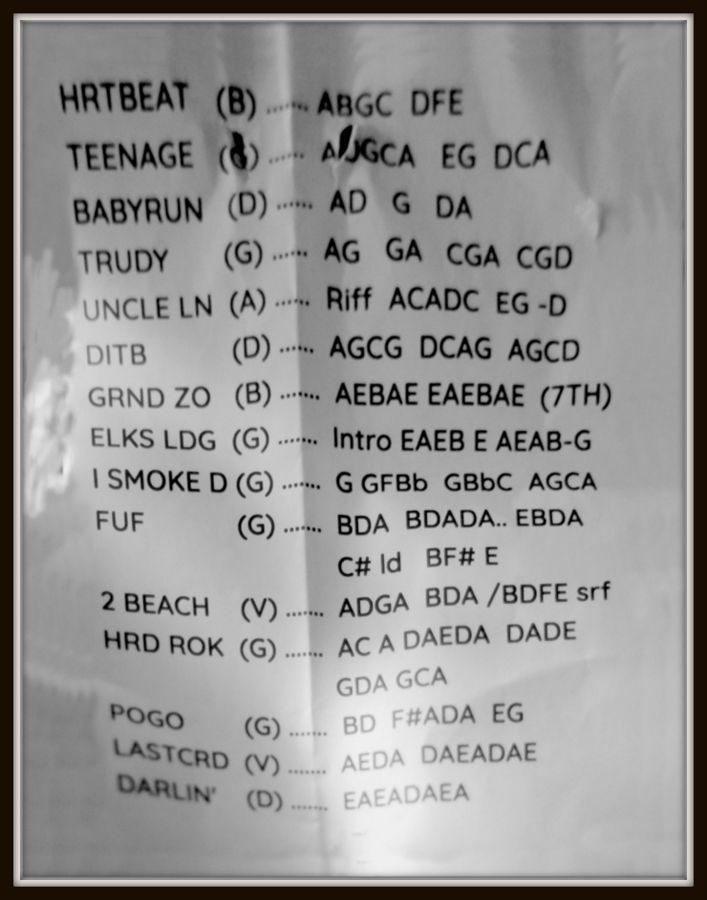 HRTBEAT (B) ....... ABGC DFE
TEENAGE ...... EG DCA
BABYRUN (D) ...... AD G DA
TRUDY (G) ...... AG GA CGA CGD
UNCLE LN (A) ...... Riff ACADC EG -D
DITB (D) ...... AGCG DCAG AGCD
GRND ZO (B) ....... AEBAE EAEBAE (7TH)
ELKS LDG (G) ....... Intro EAEB E AEAB-G
I SMOKE D (G) ....... G GFBb GBbC AGCA
FUF (G) ....... BDA BDADA.. EBDA
C# ld BF# E
2 BEACH (V) ....... ADGA BDA /BDFE srf
HRD ROK (G) ....... AC A DAEDA DADE
GDA GCA
POGO (G) ....... BD F#ADA EG
LASTCRD (V) ....... AEDA DAEADAE
DARLIN' (D) ....... EAEADAEA